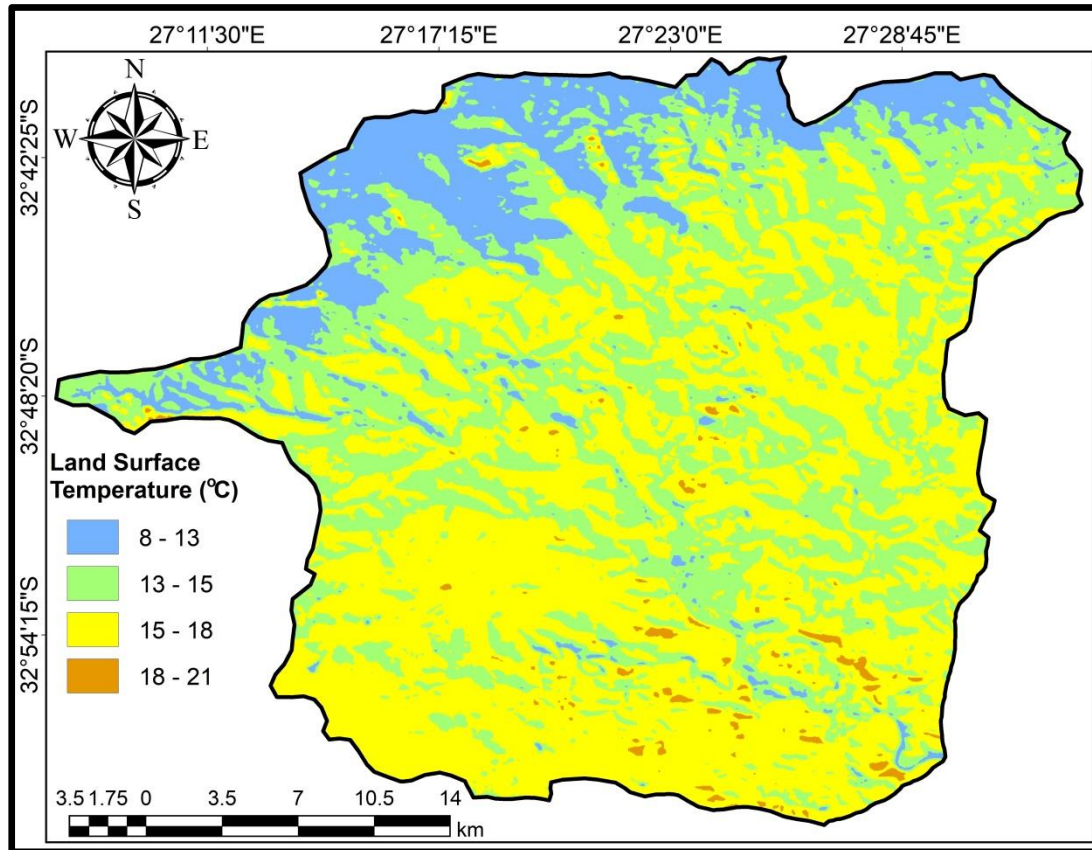 27°11'30"E 27°17'15"E 27°23'0"E 27°28'45"E
N
W E
S
32°42'25"S
32°48'20"S
32°54'15"S
Land Surface
Temperature (°C)
8 - 13
13 - 15
15 - 18
18 - 21
3.5 1.75 0 3.5 7 10.5 14
km